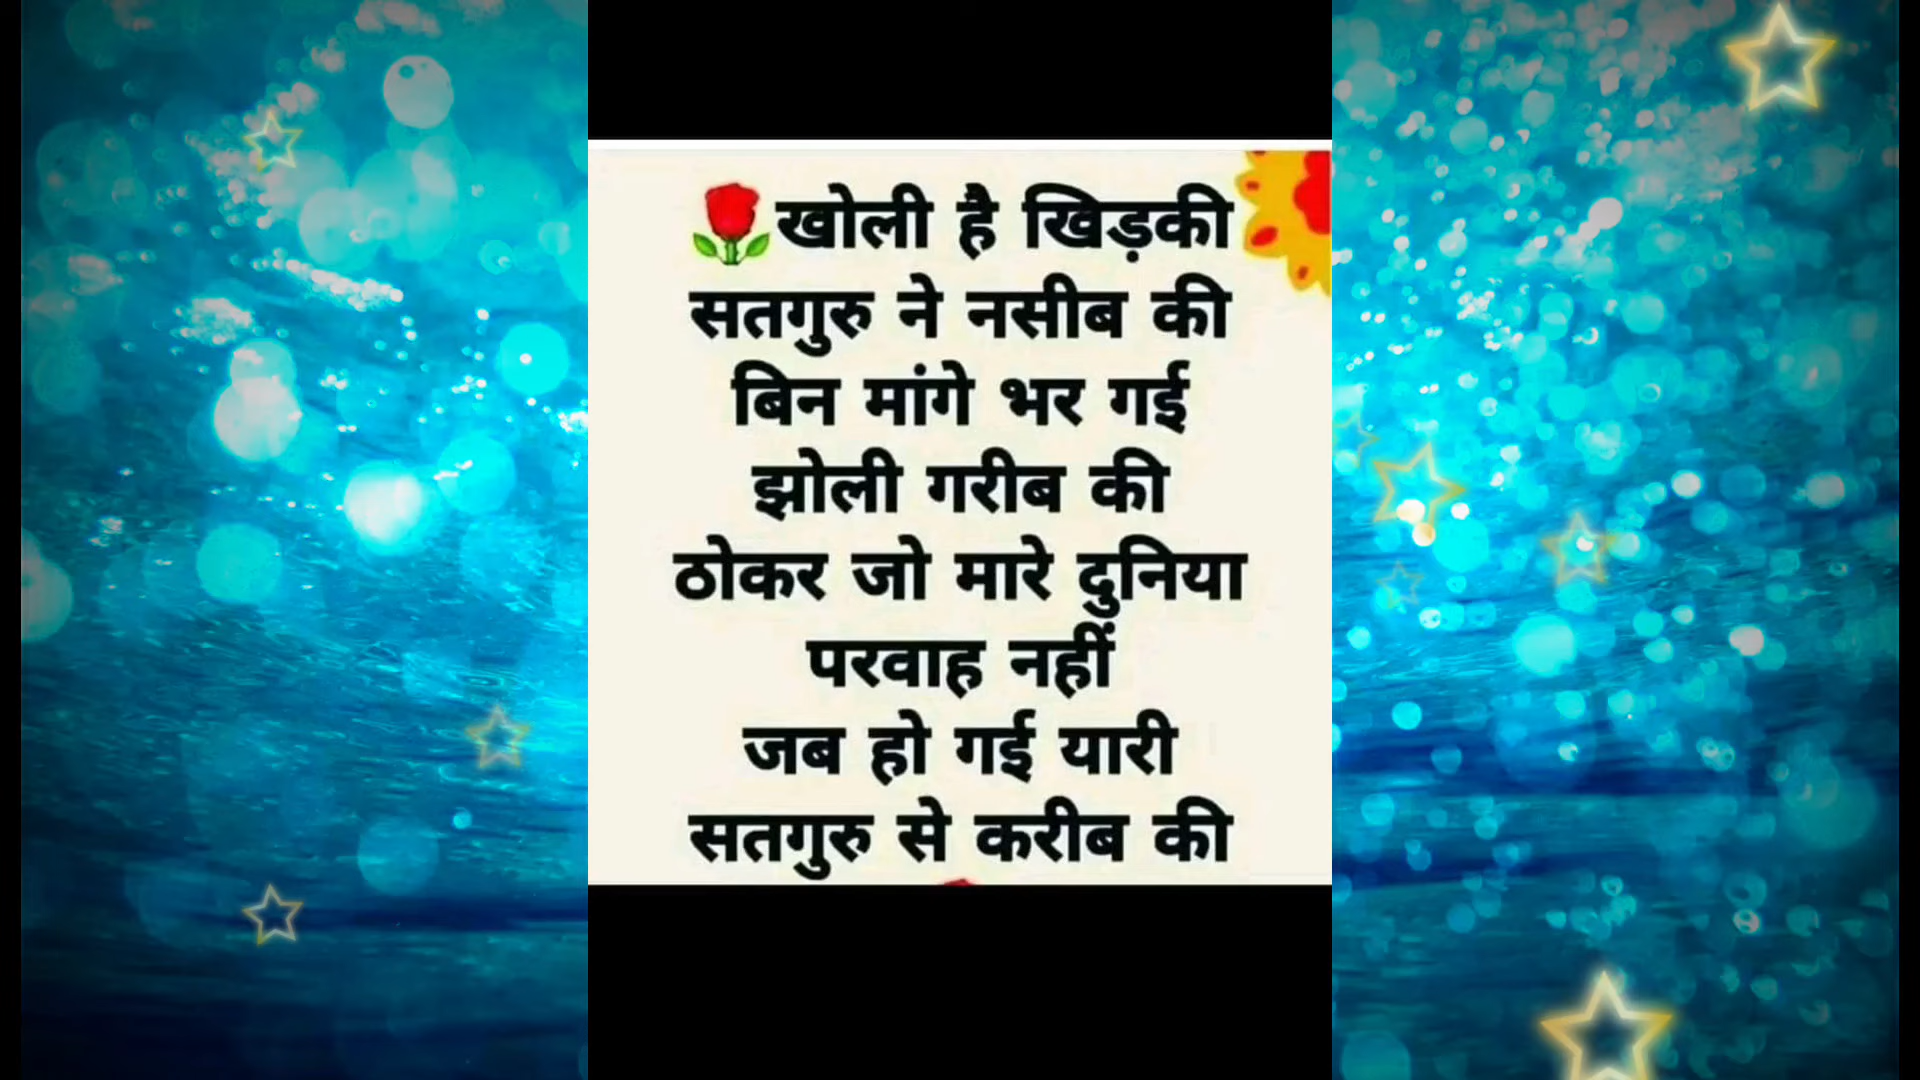 🌹खोली है खिड़की
सतगुरु ने नसीब की
बिन मांगे भर गई
झोली गरीब की
ठोकर जो मारे दुनिया
परवाह नहीं
जब हो गई यारी
सतगुरु से करीब की